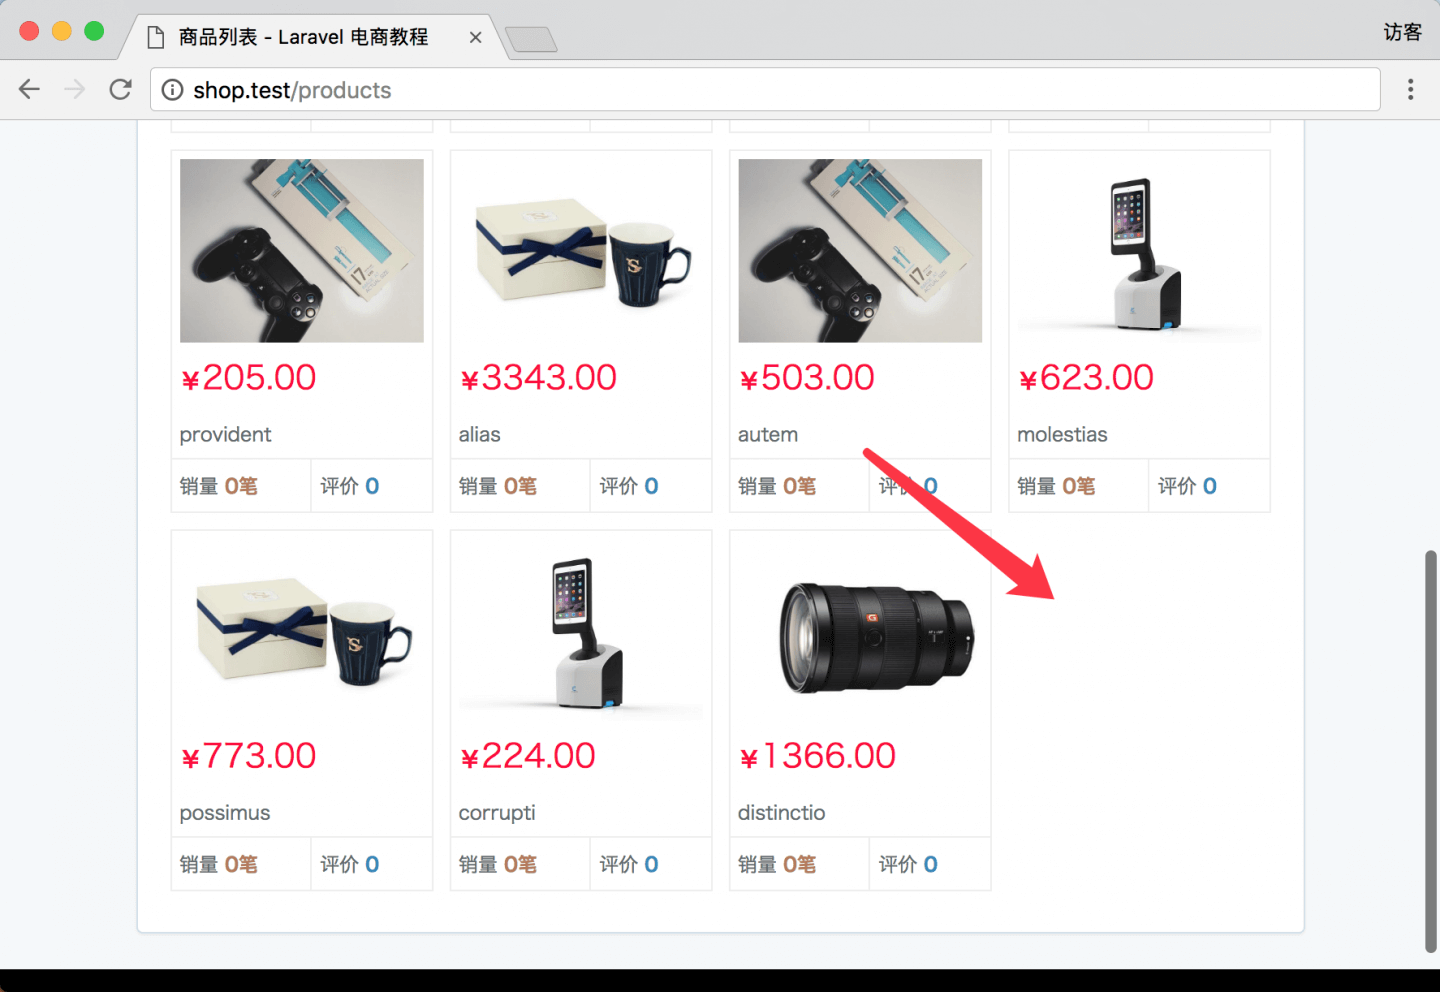 商品列表 - Laravel 电商教程
访客
shop.test/products
¥205.00
¥3343.00
¥503.00
¥623.00
provident
alias
autem
molestias
销量 0笔 评价 0
销量 0笔 评价 0
销量 0笔 评价 0
销量 0笔 评价 0
¥773.00
¥224.00
¥1366.00
possimus
corrupti
distinctio
销量 0笔 评价 0
销量 0笔 评价 0
销量 0笔 评价 0